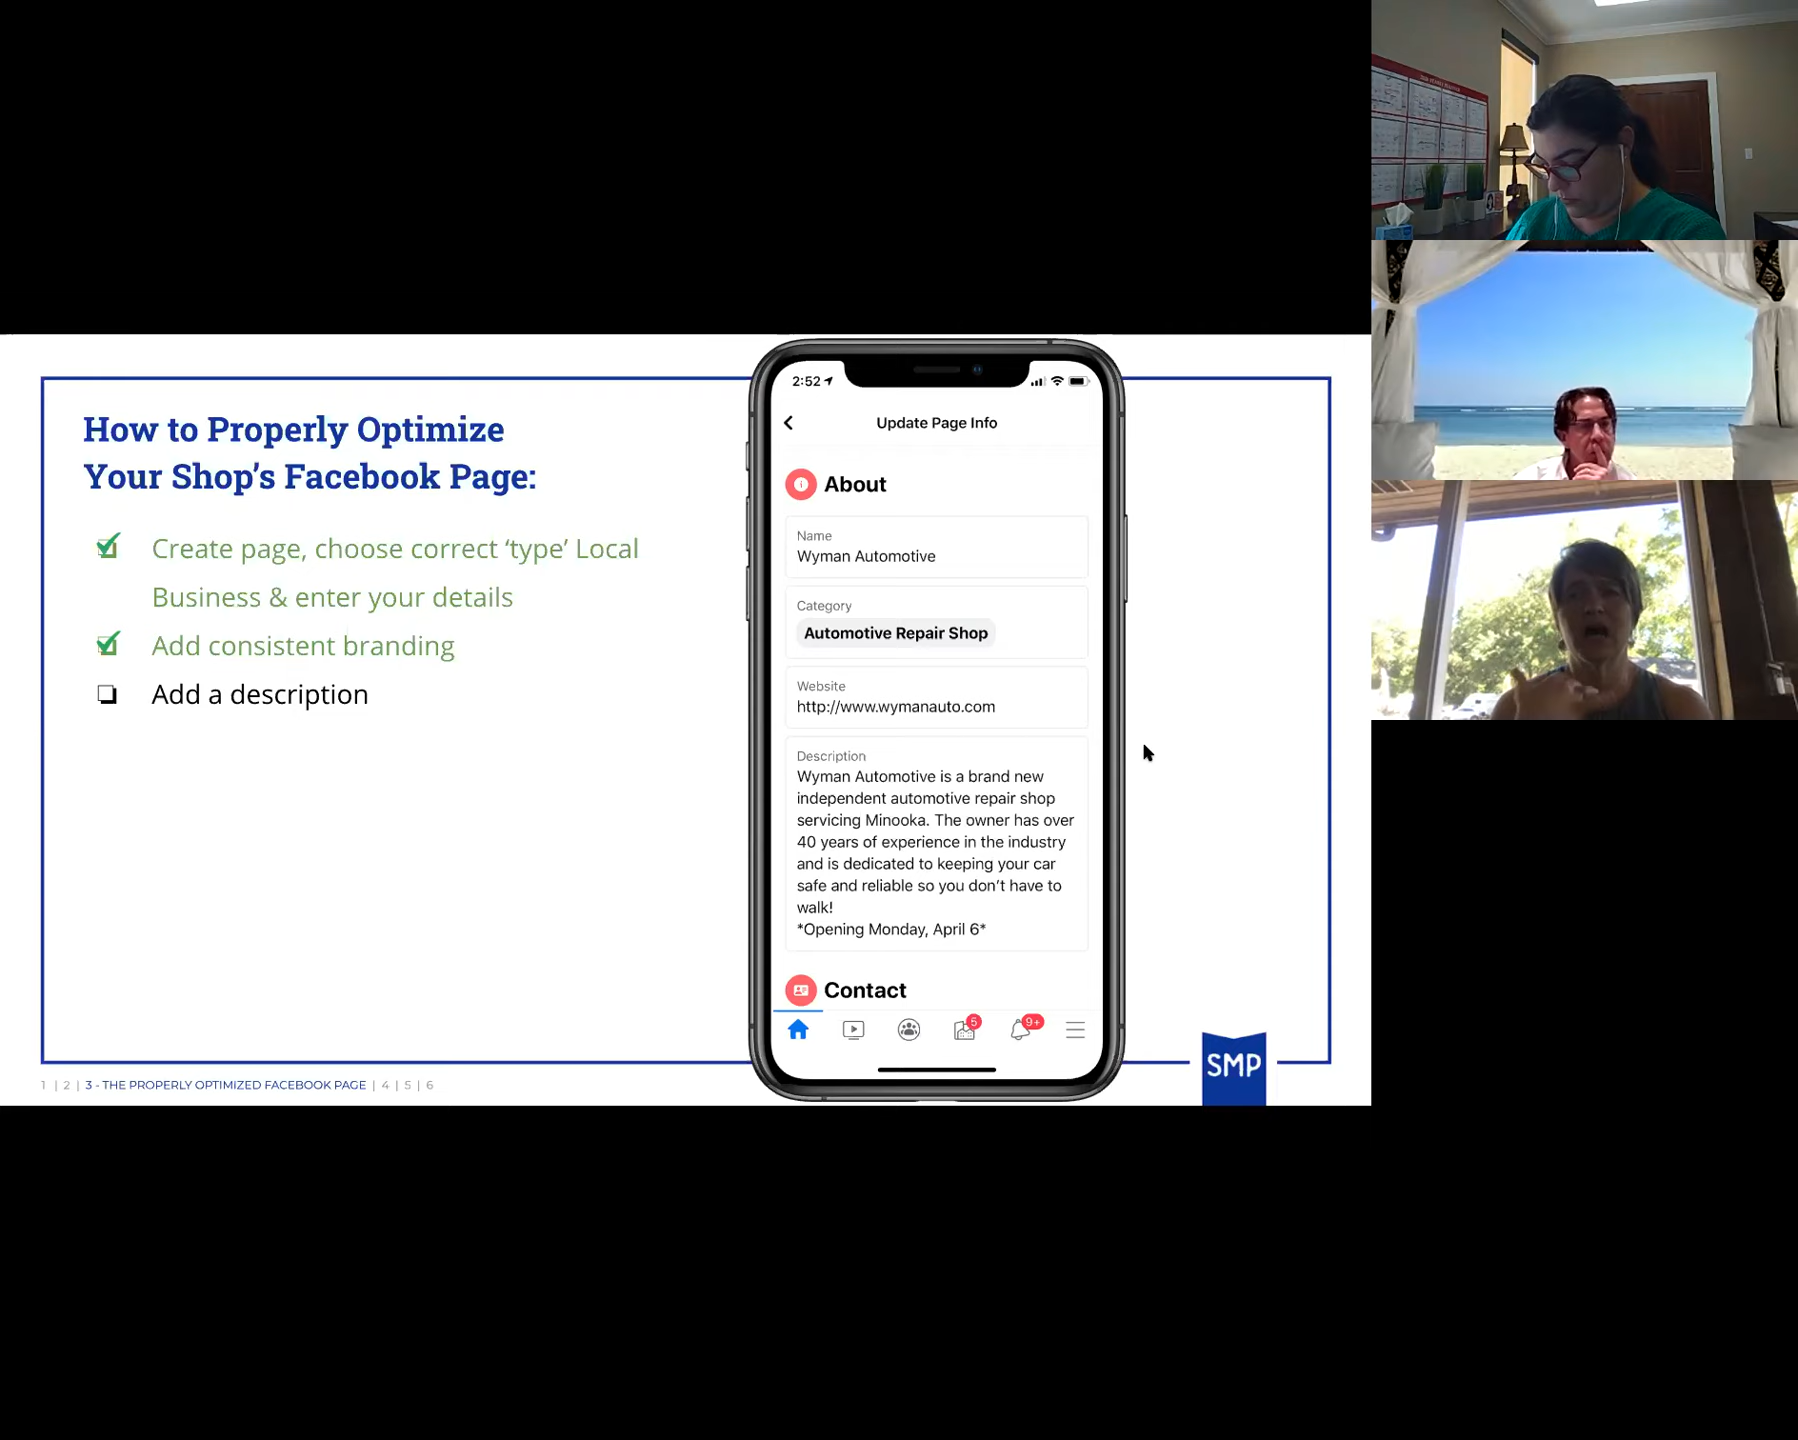 How to Properly Optimize
Your Shop's Facebook Page:
Create page, choose correct ‘type’ Local
Business & enter your details
Add consistent branding
Add a description
2:52
Update Page Info
About
Name
Wyman Automotive
Category
Automotive Repair Shop
Website
http://www.wymanauto.com
Description
Wyman Automotive is a brand new
independent automotive repair shop
servicing Minooka. The owner has over
40 years of experience in the industry
and is dedicated to keeping your car
safe and reliable so you don't have to
walk!
*Opening Monday, April 6*
Contact
5
9+
SMP
1 | 2 | 3 - THE PROPERLY OPTIMIZED FACEBOOK PAGE | 4 | 5 | 6